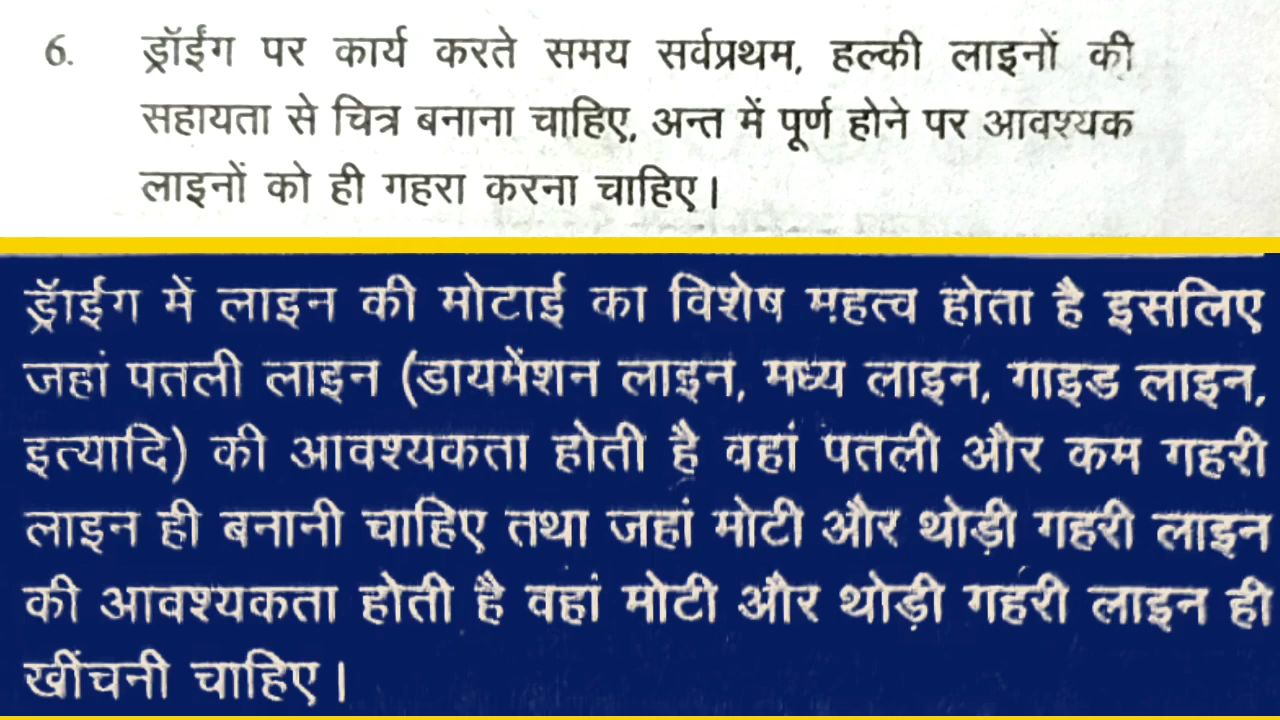 6. ड्रॉईंग पर कार्य करते समय सर्वप्रथम, हल्की लाइनों की
सहायता से चित्र बनाना चाहिए, अन्त में पूर्ण होने पर आवश्यक
लाइनों को ही गहरा करना चाहिए।
ड्रॅाईग में लाइन की मोटाई का विशेष महत्व होता है इसलिए
जहां पतली लाइन (डायमेंशन लाइन, मध्य लाइन, गाइड लाइन,
इत्यादि) की आवश्यकता होती है वहां पतली और कम गहरी
लाइन ही बनानी चाहिए तथा जहां मोटी और थोड़ी गहरी लाइन
की आवश्यकता होती है वहां मोटी और थोड़ी गहरी लाइन ही
खींचनी चाहिए।